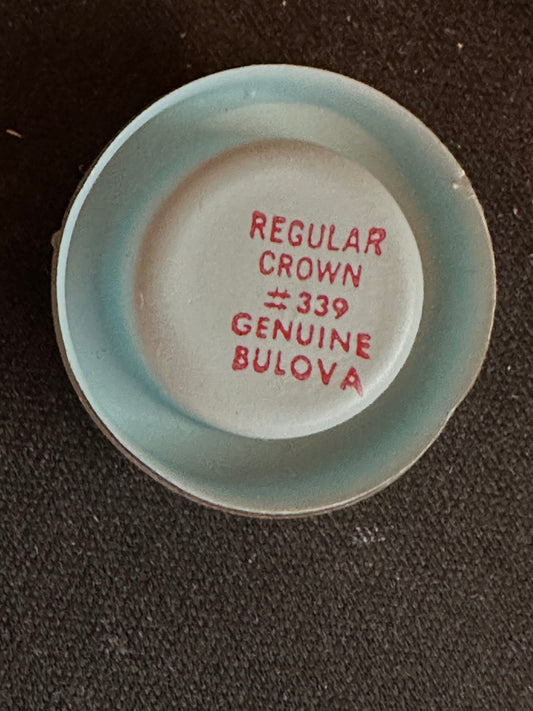 REGULAR
CROWN
#339
GENUINE
BULOVA